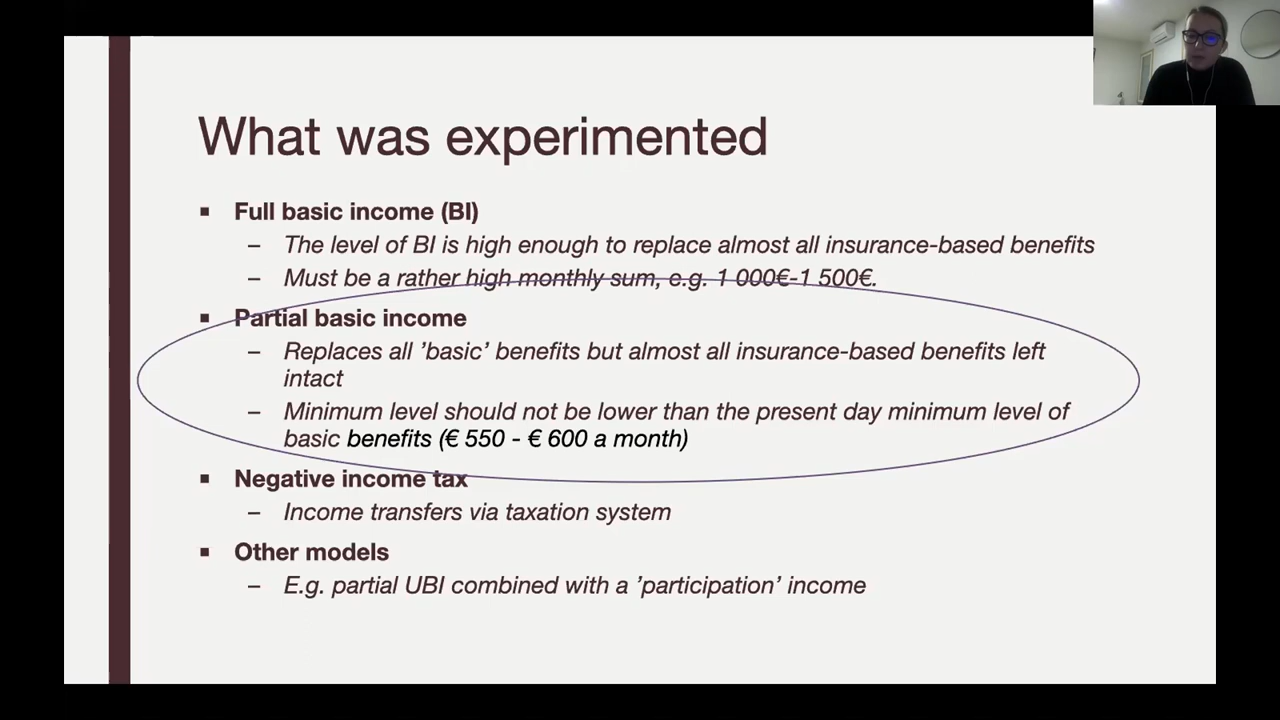 What was experimented
▪ Full basic income (BI)
– The level of BI is high enough to replace almost all insurance-based benefits
– Must be a rather high monthly sum, e.g. 1 000€-1 500€.
▪ Partial basic income
– Replaces all ’basic’ benefits but almost all insurance-based benefits left
intact
– Minimum level should not be lower than the present day minimum level of
basic benefits (€ 550 - € 600 a month)
▪ Negative income tax
– Income transfers via taxation system
▪ Other models
– E.g. partial UBI combined with a ’participation’ income